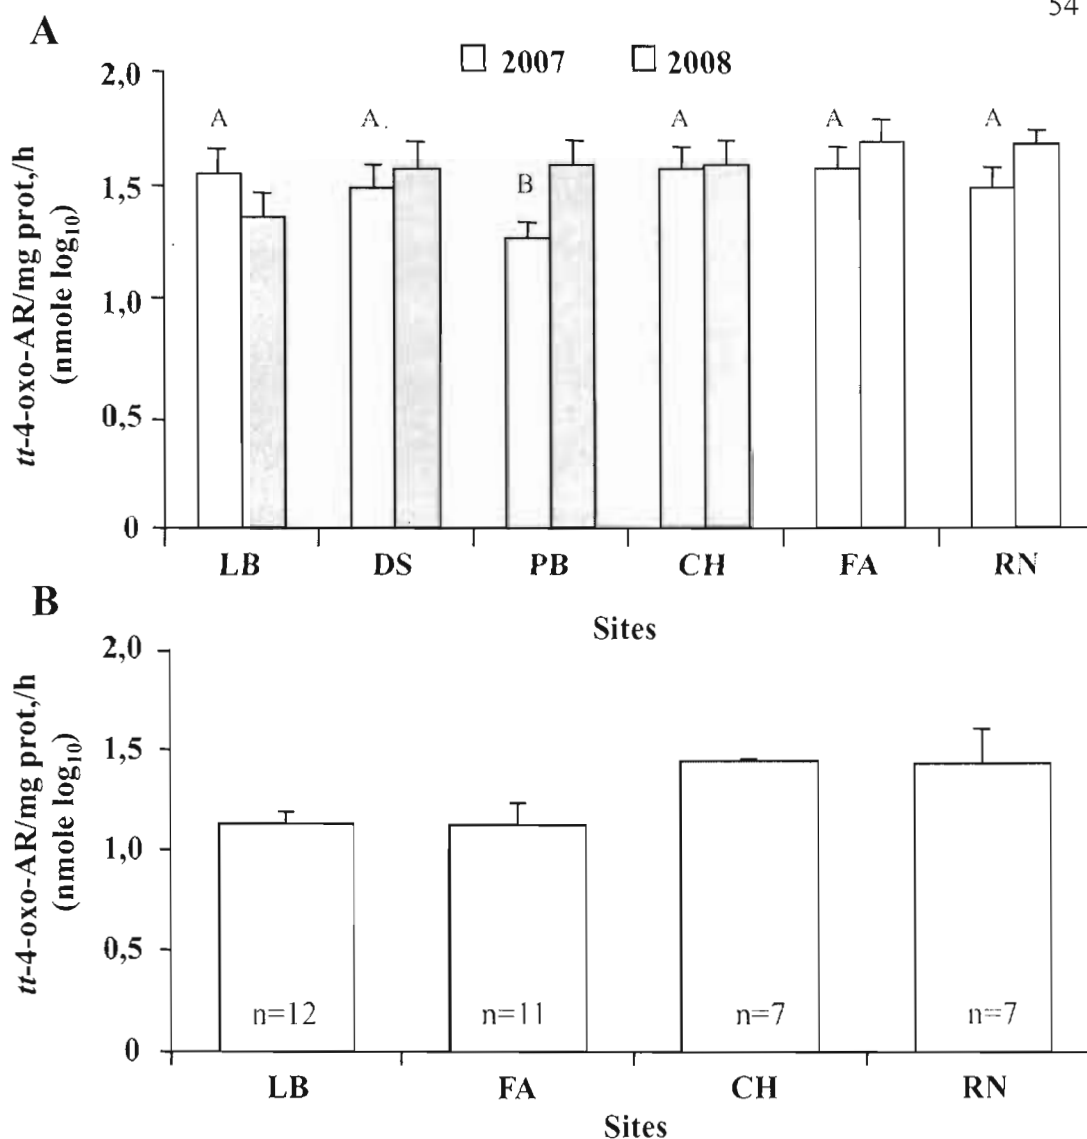 54
A
2007 2008
tt-4-oxo-AR/mg prot,/h
(nmole log10)
2,0
1,5
1,0
0,5
0
A A B A A A
LB DS PB CH FA RN
Sites
B
tt-4-oxo-AR/mg prot,/h
(nmole log10)
2,0
1,5
1,0
0,5
0
n=12 n=11 n=7 n=7
LB FA CH RN
Sites